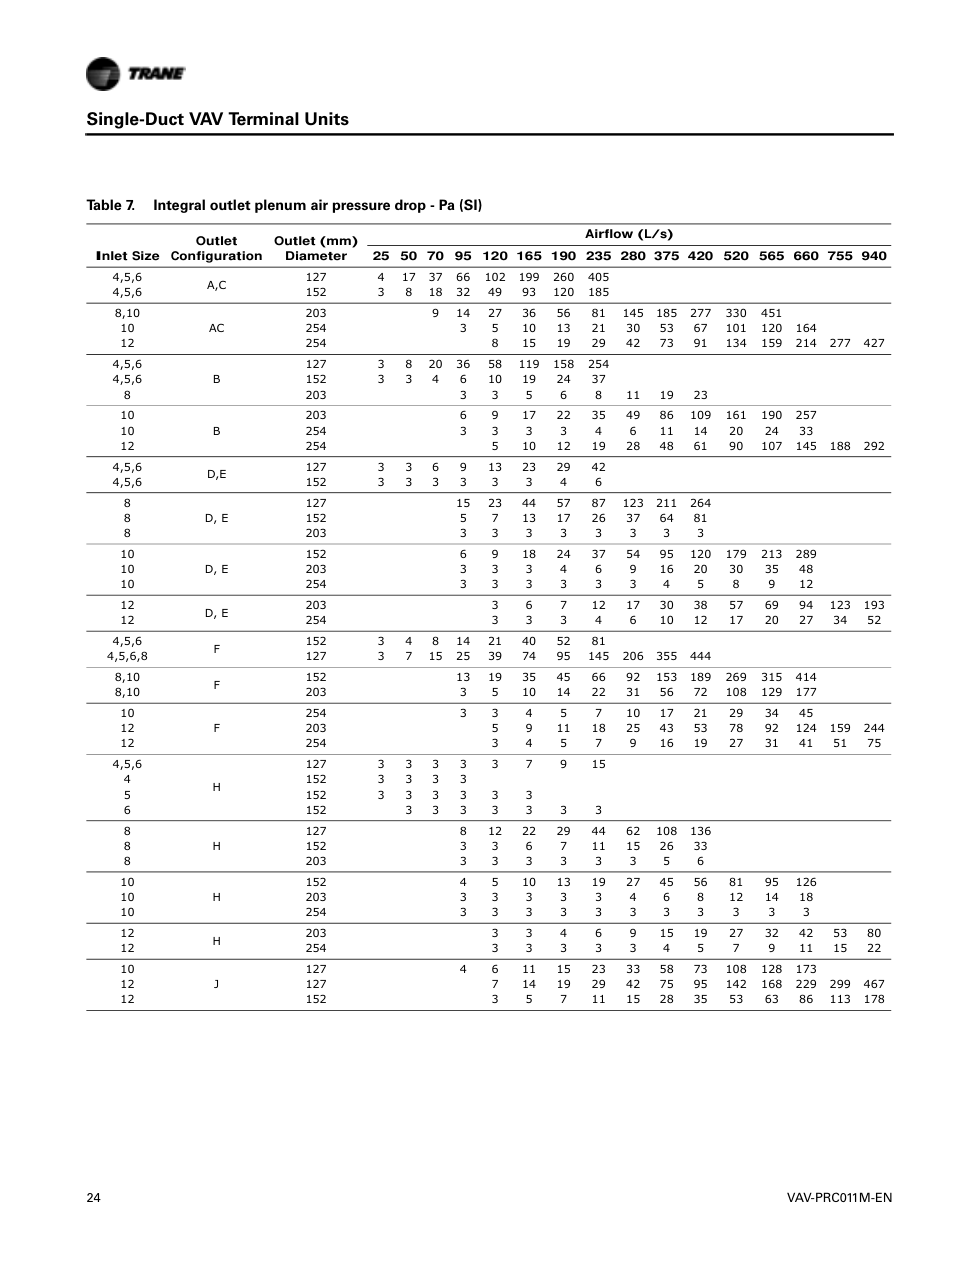 TRANE
Single-Duct VAV Terminal Units
Table 7. Integral outlet plenum air pressure drop - Pa (SI)
Airflow (L/s)
Outlet Outlet (mm)
Inlet Size Configuration Diameter 25 50 70 95 120 165 190 235 280 375 420 520 565 660 755 940
4,5,6 127 4 17 37 66 102 199 260 405
A,C
4,5,6 152 3 8 18 32 49 93 120 185
8,10 203 9 14 27 36 56 81 145 185 277 330 451
10 AC 254 3 5 10 13 21 30 53 67 101 120 164
12 254 8 15 19 29 42 73 91 134 159 214 277 427
4,5,6 127 3 8 20 36 58 119 158 254
4,5,6 B 152 3 3 4 6 10 19 24 37
8 203 3 3 5 6 8 11 19 23
10 203 6 9 17 22 35 49 86 109 161 190 257
10 B 254 3 3 3 3 4 6 11 14 20 24 33
12 254 5 10 12 19 28 48 61 90 107 145 188 292
4,5,6 127 3 3 6 9 13 23 29 42
D,E
4,5,6 152 3 3 3 3 3 3 4 6
8 127 15 23 44 57 87 123 211 264
8 D, E 152 5 7 13 17 26 37 64 81
8 203 3 3 3 3 3 3 3 3
10 152 6 9 18 24 37 54 95 120 179 213 289
10 D, E 203 3 3 3 4 6 9 16 20 30 35 48
10 254 3 3 3 3 3 3 4 5 8 9 12
12 203 3 6 7 12 17 30 38 57 69 94 123 193
D, E
12 254 3 3 3 4 6 10 12 17 20 27 34 52
4,5,6 152 3 4 8 14 21 40 52 81
F
4,5,6,8 127 3 7 15 25 39 74 95 145 206 355 444
8,10 152 13 19 35 45 66 92 153 189 269 315 414
F
8,10 203 3 5 10 14 22 31 56 72 108 129 177
10 254 3 3 4 5 7 10 17 21 29 34 45
12 F 203 5 9 11 18 25 43 53 78 92 124 159 244
12 254 3 4 5 7 9 16 19 27 31 41 51 75
4,5,6 127 3 3 3 3 3 7 9 15
4 152 3 3 3 3
H
5 152 3 3 3 3 3 3
6 152 3 3 3 3 3 3 3
8 127 8 12 22 29 44 62 108 136
8 H 152 3 3 6 7 11 15 26 33
8 203 3 3 3 3 3 3 5 6
10 152 4 5 10 13 19 27 45 56 81 95 126
10 H 203 3 3 3 3 3 4 6 8 12 14 18
10 254 3 3 3 3 3 3 3 3 3 3 3
12 203 3 3 4 6 9 15 19 27 32 42 53 80
H
12 254 3 3 3 3 3 4 5 7 9 11 15 22
10 127 4 6 11 15 23 33 58 73 108 128 173
12 J 127 7 14 19 29 42 75 95 142 168 229 299 467
12 152 3 5 7 11 15 28 35 53 63 86 113 178
24 VAV-PRC011M-EN